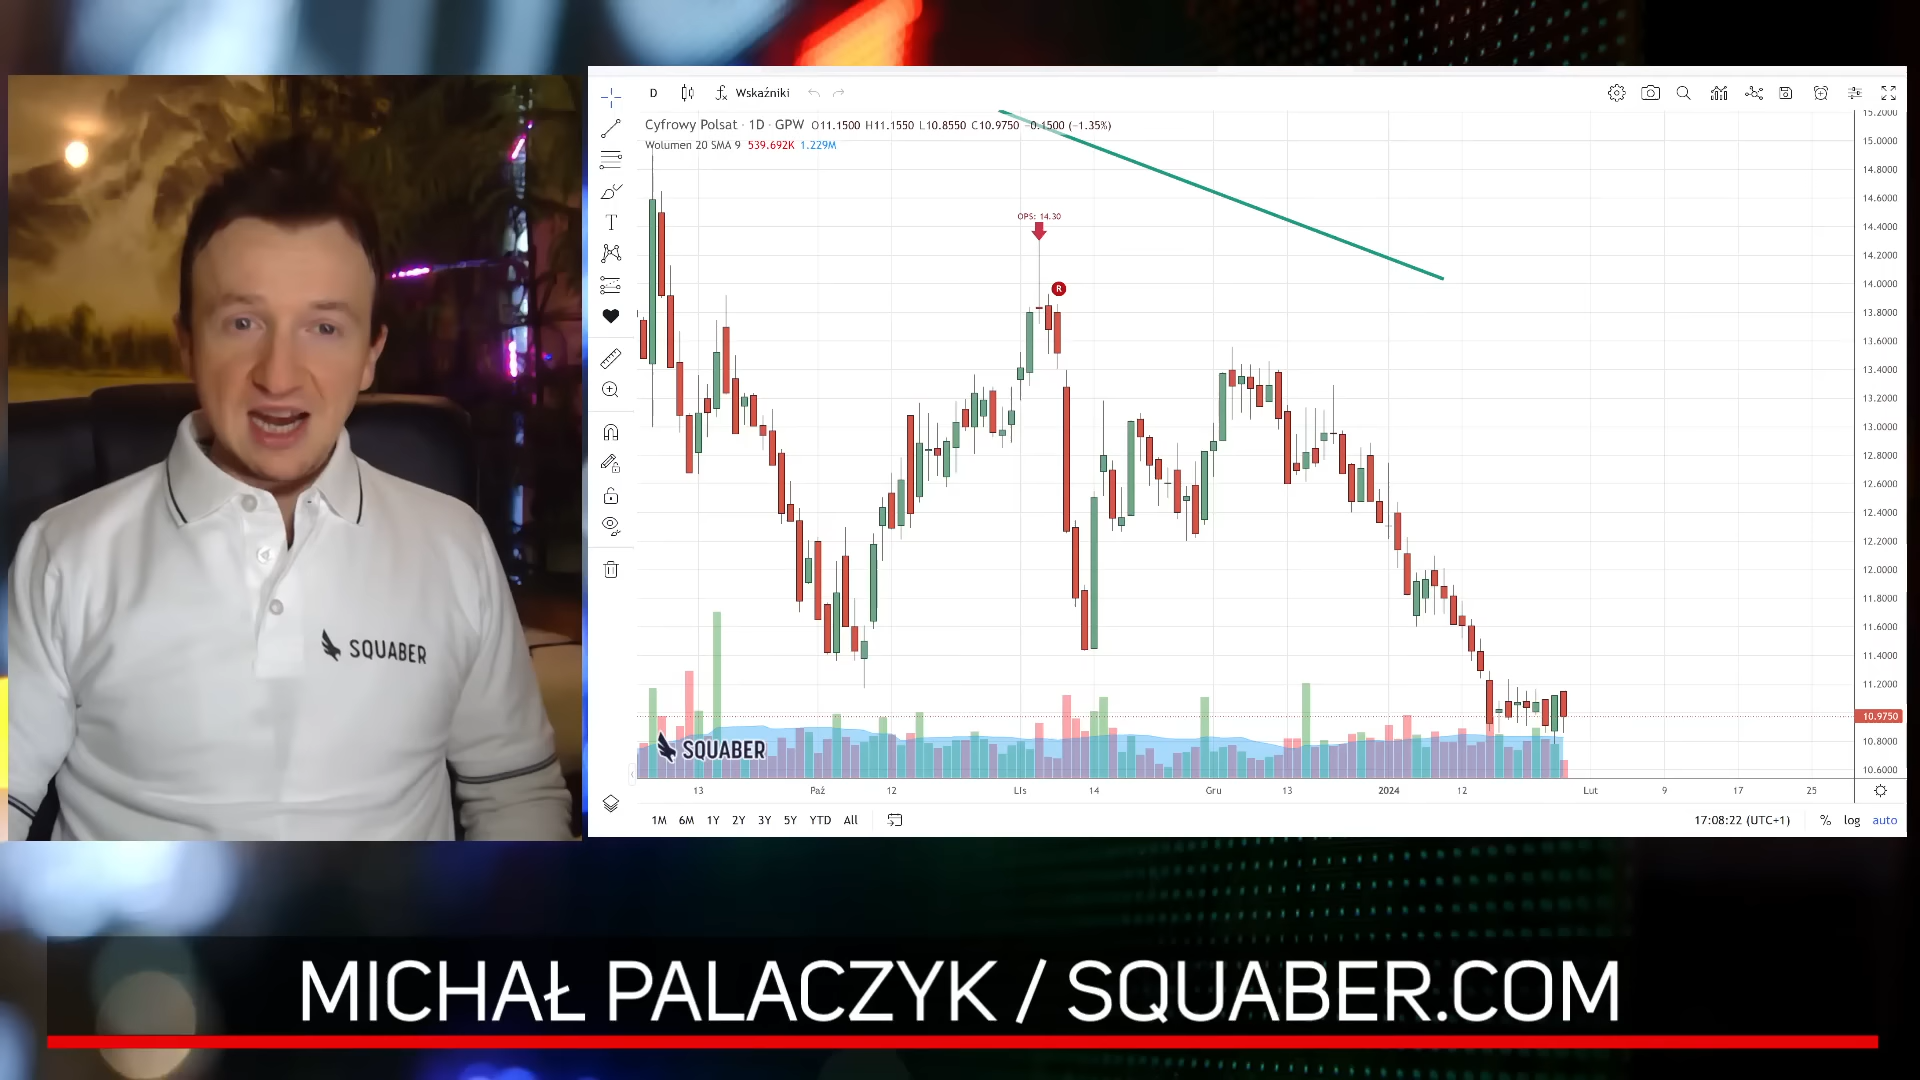 D Wskaźniki
Cyfrowy Polsat · 1D · GPW O11.1500 H11.1550 L10.8550 C10.9750 −0.1500 (−1.35%)
Wolumen 20 SMA 9 539.692K 1.229M
OPS: 14.30
R
15.2000
15.0000
14.8000
14.6000
14.4000
14.2000
14.0000
13.8000
13.6000
13.4000
13.2000
13.0000
12.8000
12.6000
12.4000
12.2000
12.0000
11.8000
11.6000
11.4000
11.2000
10.9750
10.8000
10.6000
SQUABER
SQUABER
13 Paź 12 Lis 14 Gru 13 2024 12 Lut 9 17 25
1M 6M 1Y 2Y 3Y 5Y YTD All 17:08:22 (UTC+1) % log auto
MICHAŁ PALACZYK / SQUABER.COM